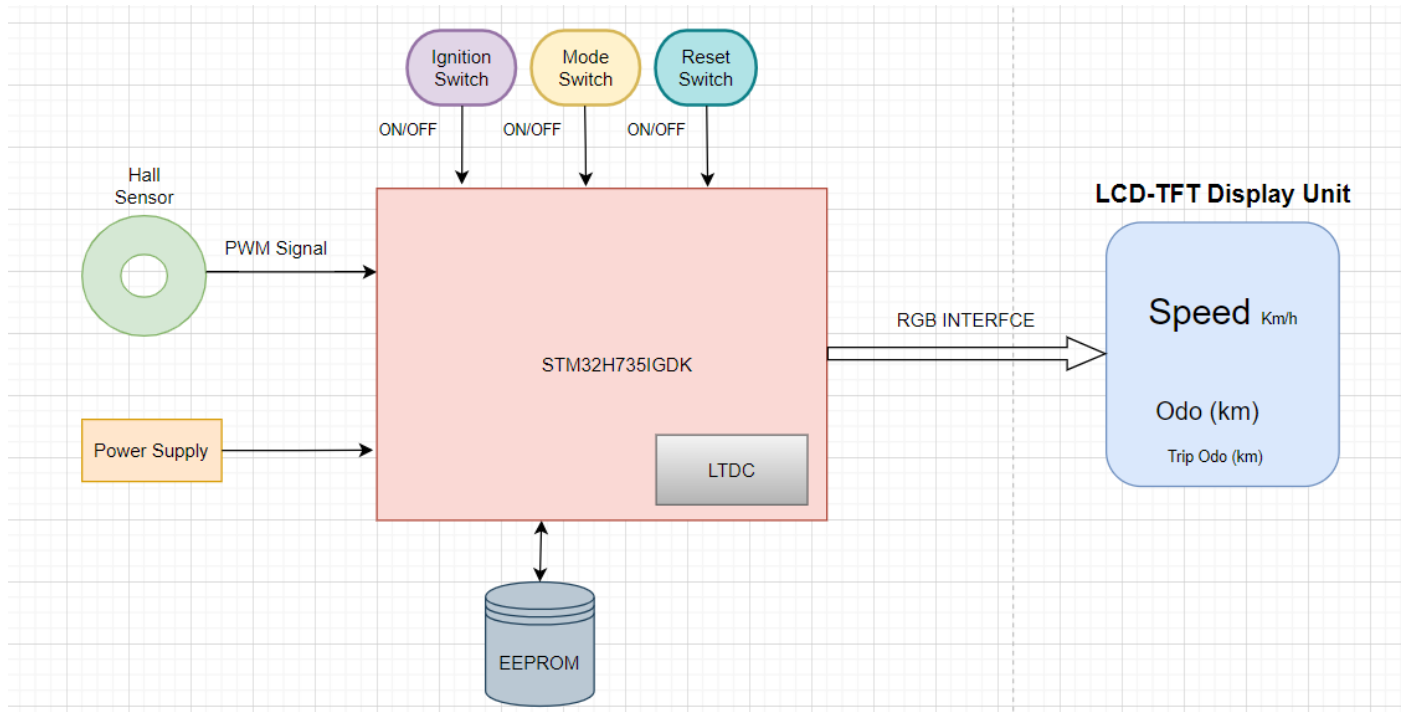 Ignition
Switch
Mode
Switch
Reset
Switch
ON/OFF
ON/OFF
ON/OFF
Hall
Sensor
PWM Signal
LCD-TFT Display Unit
Speed Km/h
RGB INTERFCE
STM32H735IGDK
Odo (km)
Power Supply
Trip Odo (km)
LTDC
EEPROM